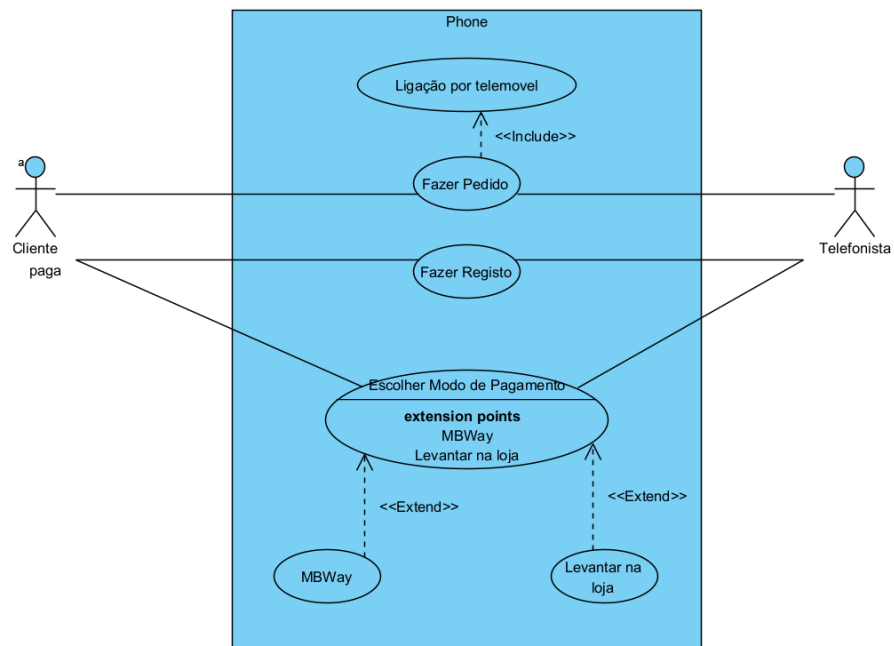 Phone
Ligação por telemovel
<<Include>>
a
Fazer Pedido
Cliente
paga
Telefonista
Fazer Registo
Escolher Modo de Pagamento
extension points
MBWay
Levantar na loja
<<Extend>>
<<Extend>>
MBWay
Levantar na
loja